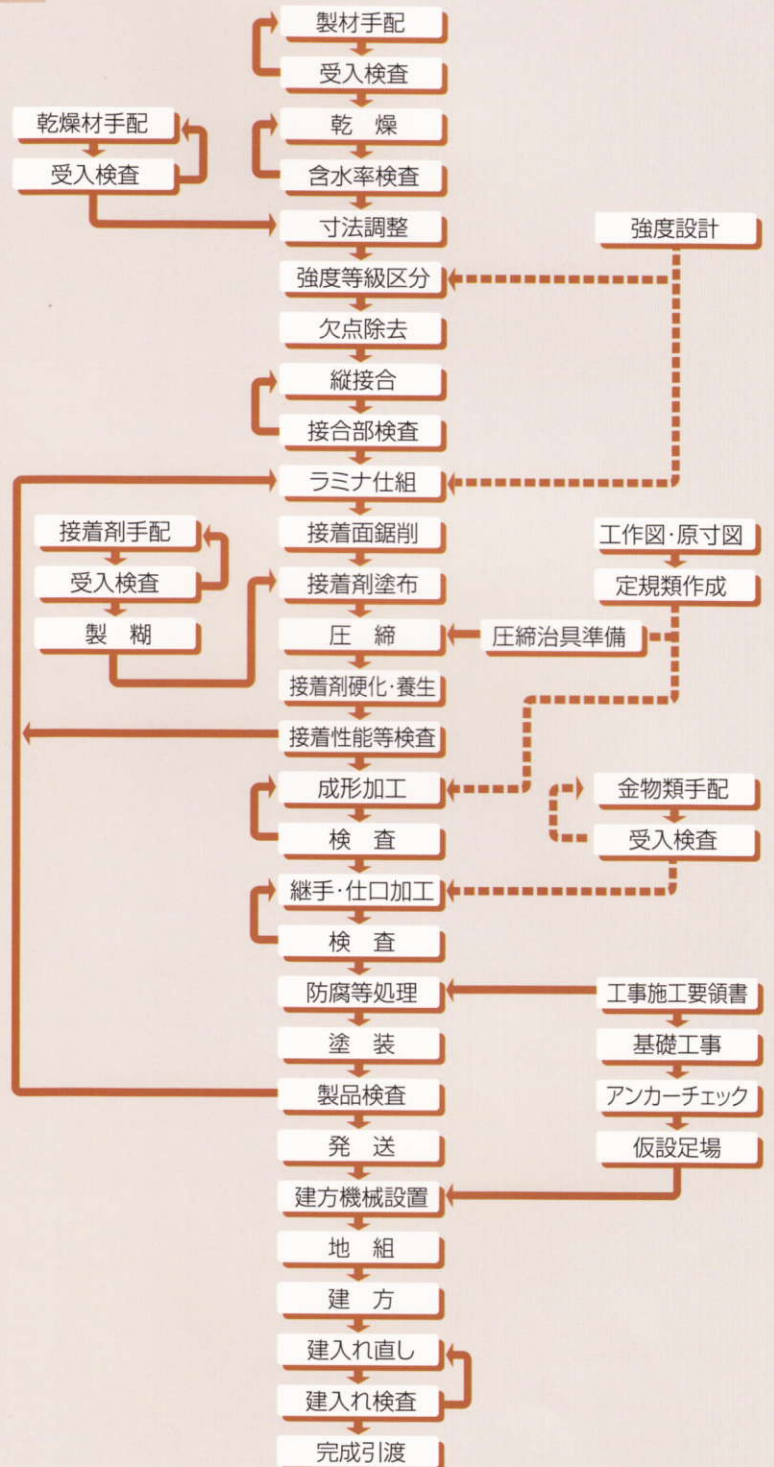 製材手配
受入検査
乾燥材手配
乾　燥
受入検査
含水率検査
寸法調整
強度設計
強度等級区分
欠点除去
縦接合
接合部検査
ラミナ仕組
接着剤手配
接着面鋸削
工作図・原寸図
受入検査
接着剤塗布
定規類作成
製　糊
圧　締
圧締治具準備
接着剤硬化・養生
接着性能等検査
成形加工
金物類手配
検　査
受入検査
継手・仕口加工
検　査
防腐等処理
工事施工要領書
塗　装
基礎工事
製品検査
アンカーチェック
発　送
仮設足場
建方機械設置
地　組
建　方
建入れ直し
建入れ検査
完成引渡